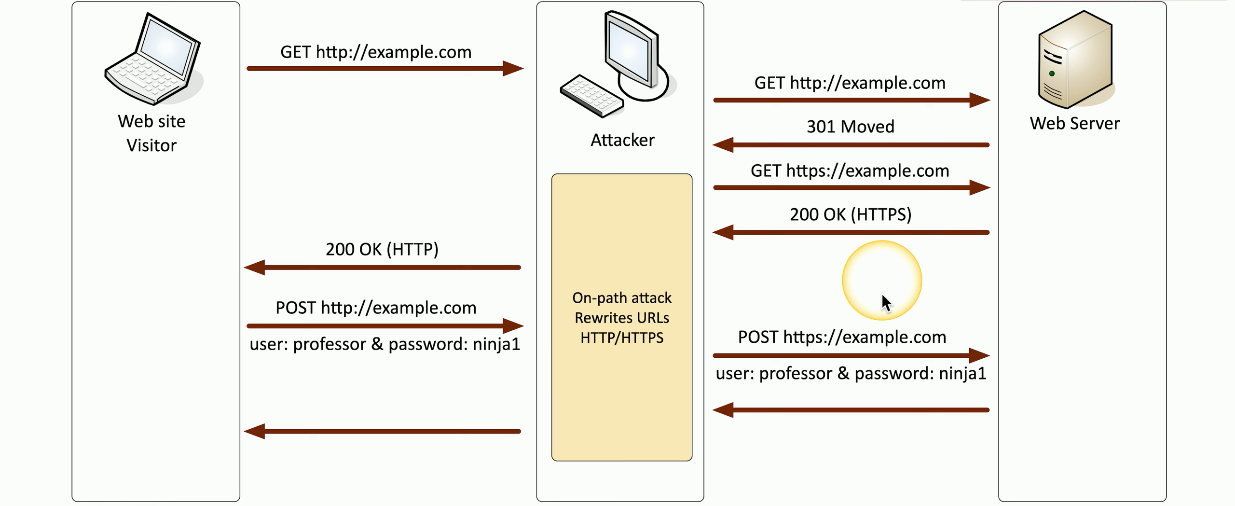 GET http://example.com
GET http://example.com
Web site
Visitor
Attacker
Web Server
301 Moved
GET https://example.com
200 OK (HTTPS)
200 OK (HTTP)
On-path attack
Rewrites URLs
HTTP/HTTPS
POST http://example.com
user: professor & password: ninja1
POST https://example.com
user: professor & password: ninja1